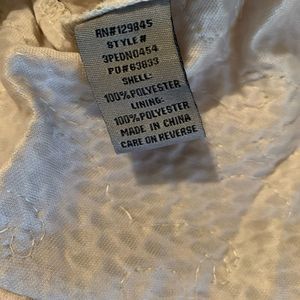 RN#129845
STYLE#
3PEDN0454
PO#63833
SHELL:
100%POLYESTER
LINING:
100%POLYESTER
MADE IN CHINA
CARE ON REVERSE